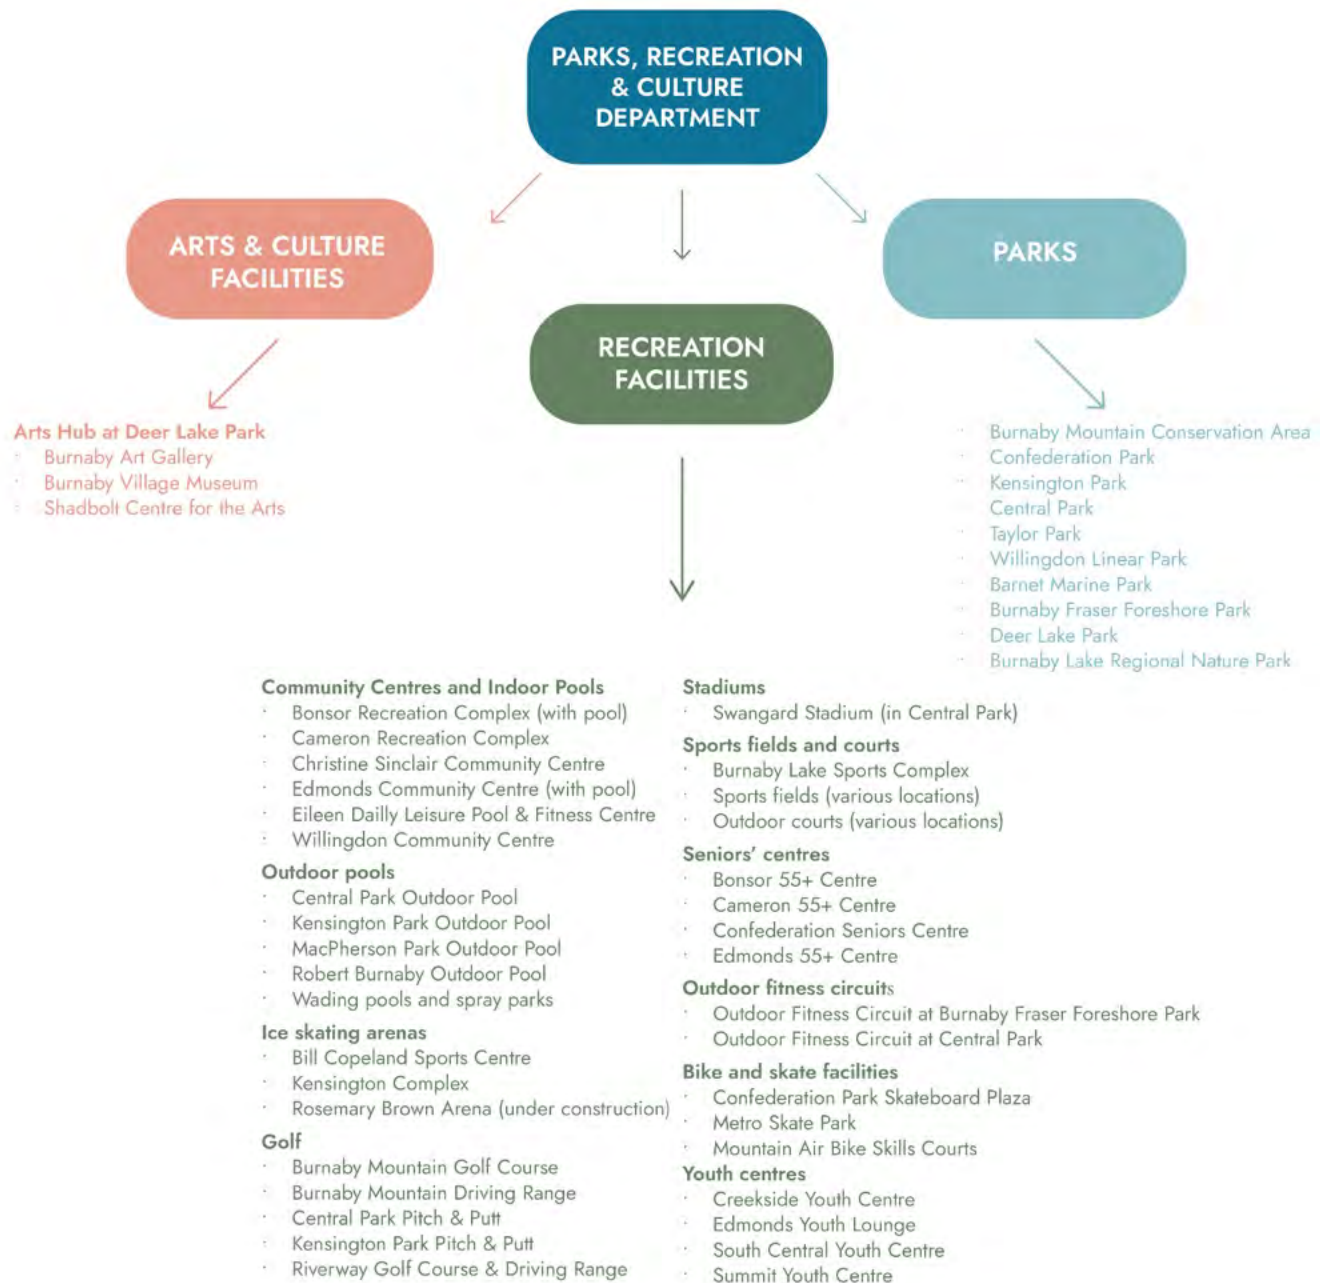 PARKS, RECREATION
& CULTURE
DEPARTMENT
ARTS & CULTURE
FACILITIES
RECREATION
FACILITIES
PARKS
Arts Hub at Deer Lake Park
· Burnaby Art Gallery
· Burnaby Village Museum
· Shadbolt Centre for the Arts
· Burnaby Mountain Conservation Area
· Confederation Park
· Kensington Park
· Central Park
· Taylor Park
· Willingdon Linear Park
· Barnet Marine Park
· Burnaby Fraser Foreshore Park
· Deer Lake Park
· Burnaby Lake Regional Nature Park
Community Centres and Indoor Pools
· Bonsor Recreation Complex (with pool)
· Cameron Recreation Complex
· Christine Sinclair Community Centre
· Edmonds Community Centre (with pool)
· Eileen Dailly Leisure Pool & Fitness Centre
· Willingdon Community Centre
Outdoor pools
· Central Park Outdoor Pool
· Kensington Park Outdoor Pool
· MacPherson Park Outdoor Pool
· Robert Burnaby Outdoor Pool
· Wading pools and spray parks
Ice skating arenas
· Bill Copeland Sports Centre
· Kensington Complex
· Rosemary Brown Arena (under construction)
Golf
· Burnaby Mountain Golf Course
· Burnaby Mountain Driving Range
· Central Park Pitch & Putt
· Kensington Park Pitch & Putt
· Riverway Golf Course & Driving Range
Stadiums
· Swangard Stadium (in Central Park)
Sports fields and courts
· Burnaby Lake Sports Complex
· Sports fields (various locations)
· Outdoor courts (various locations)
Seniors' centres
· Bonsor 55+ Centre
· Cameron 55+ Centre
· Confederation Seniors Centre
· Edmonds 55+ Centre
Outdoor fitness circuits
· Outdoor Fitness Circuit at Burnaby Fraser Foreshore Park
· Outdoor Fitness Circuit at Central Park
Bike and skate facilities
· Confederation Park Skateboard Plaza
· Metro Skate Park
· Mountain Air Bike Skills Courts
Youth centres
· Creekside Youth Centre
· Edmonds Youth Lounge
· South Central Youth Centre
· Summit Youth Centre